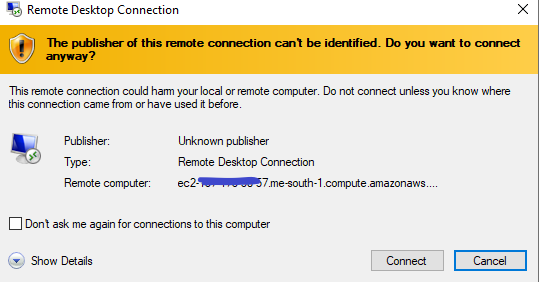 Remote Desktop Connection
The publisher of this remote connection can't be identified. Do you want to connect
anyway?
This remote connection could harm your local or remote computer. Do not connect unless you know where
this connection came from or have used it before.
Publisher: Unknown publisher
Type: Remote Desktop Connection
Remote computer: ec2- 57.me-south-1.compute.amazonaws....
Don't ask me again for connections to this computer
Show Details Connect Cancel